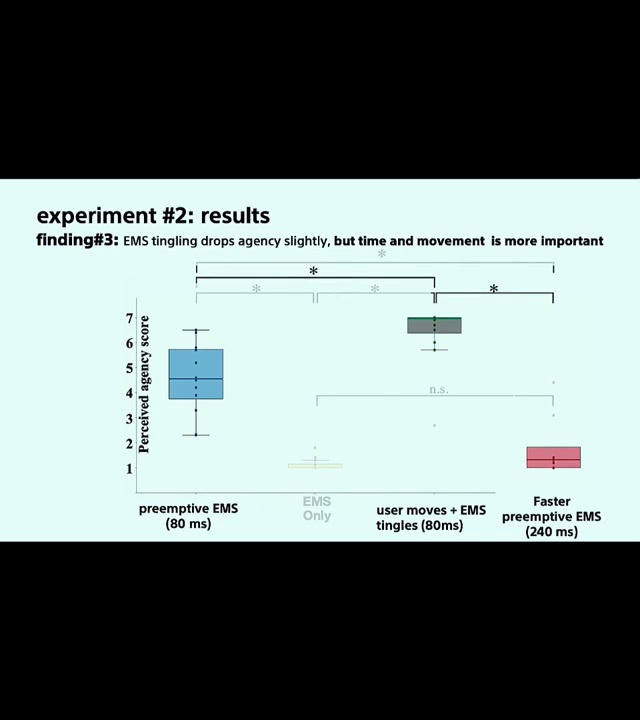 experiment #2: results
finding#3: EMS tingling drops agency slightly, but time and movement is more important
*
*
* * *
n.s.
Perceived agency score
7
6
5
4
3
2
1
preemptive EMS
(80 ms)
EMS
Only
user moves + EMS
tingles (80ms)
Faster
preemptive EMS
(240 ms)